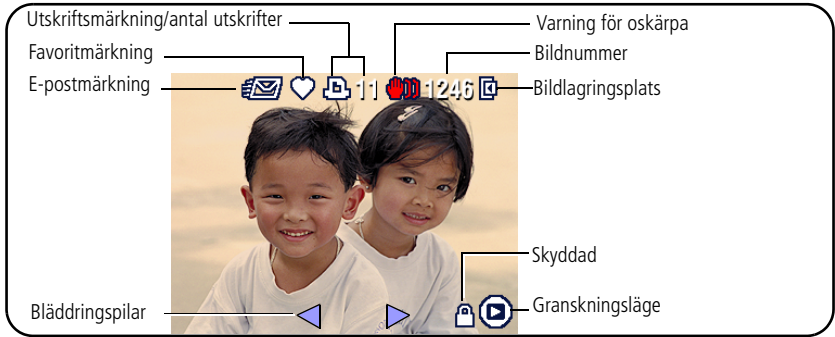 Utskriftsmärkning/antal utskrifter
Favoritmärkning
E-postmärkning
Varning för oskärpa
Bildnummer
Bildlagringsplats
11 1246
Skyddad
Granskningsläge
Bläddringspilar